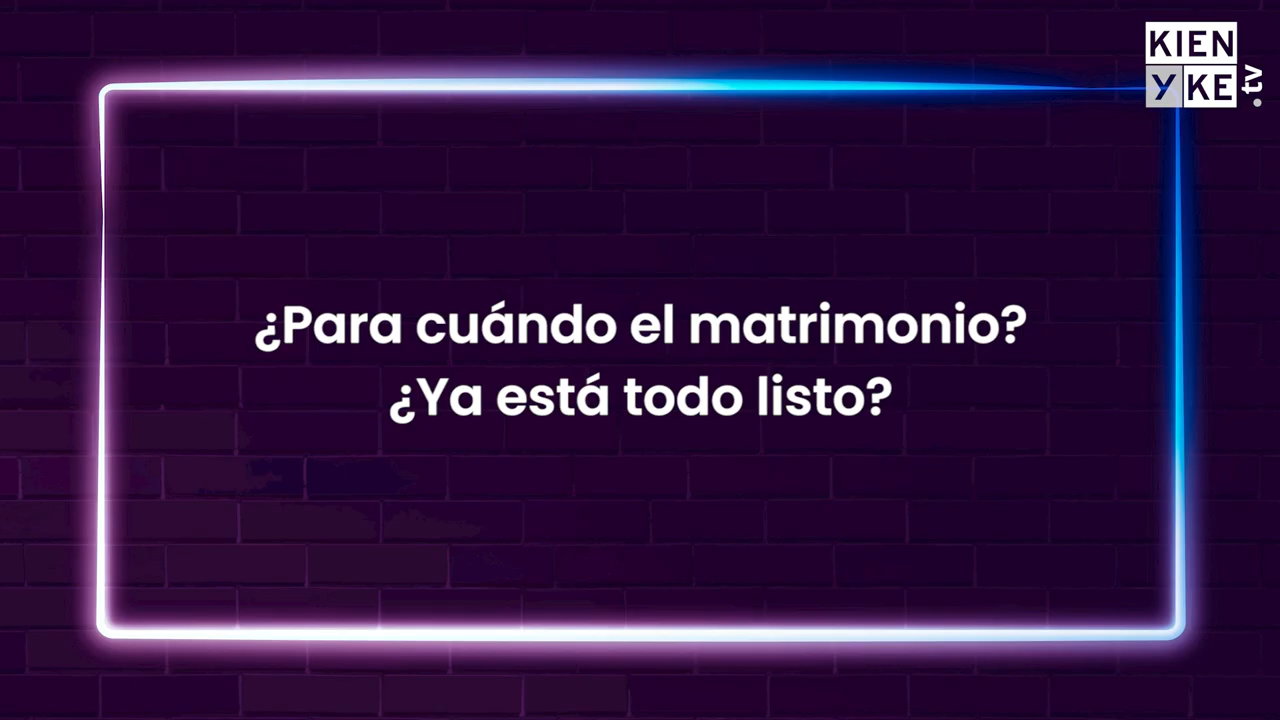 KIEN
YKE
.tv
¿Para cuándo el matrimonio?
¿Ya está todo listo?